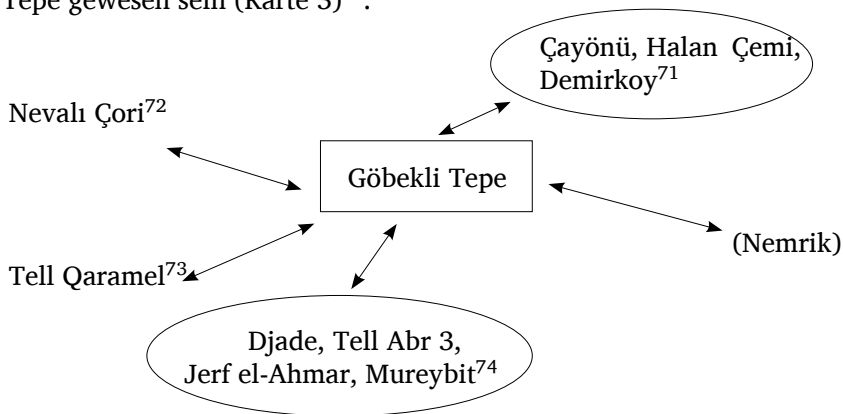 Tepe gewesen sein (Karte 3) .
Çayönü, Halan Çemi,
Demirkoy⁷¹
Nevalı Çori⁷²
Göbekli Tepe
(Nemrik)
Tell Qaramel⁷³
Djade, Tell Abr 3,
Jerf el-Ahmar, Mureybit⁷⁴